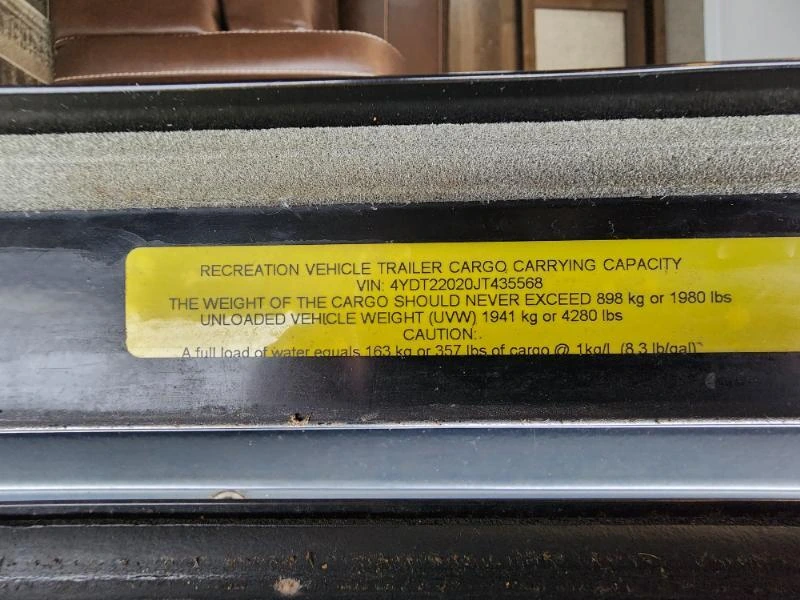 RECREATION VEHICLE TRAILER CARGO CARRYING CAPACITY
VIN: 4YDT22020JT435568
THE WEIGHT OF THE CARGO SHOULD NEVER EXCEED 898 kg or 1980 lbs
UNLOADED VEHICLE WEIGHT (UVW) 1941 kg or 4280 lbs
CAUTION:
A full load of water equals 163 kg or 357 lbs of cargo @ 1kg/L (8.3 lb/gal)